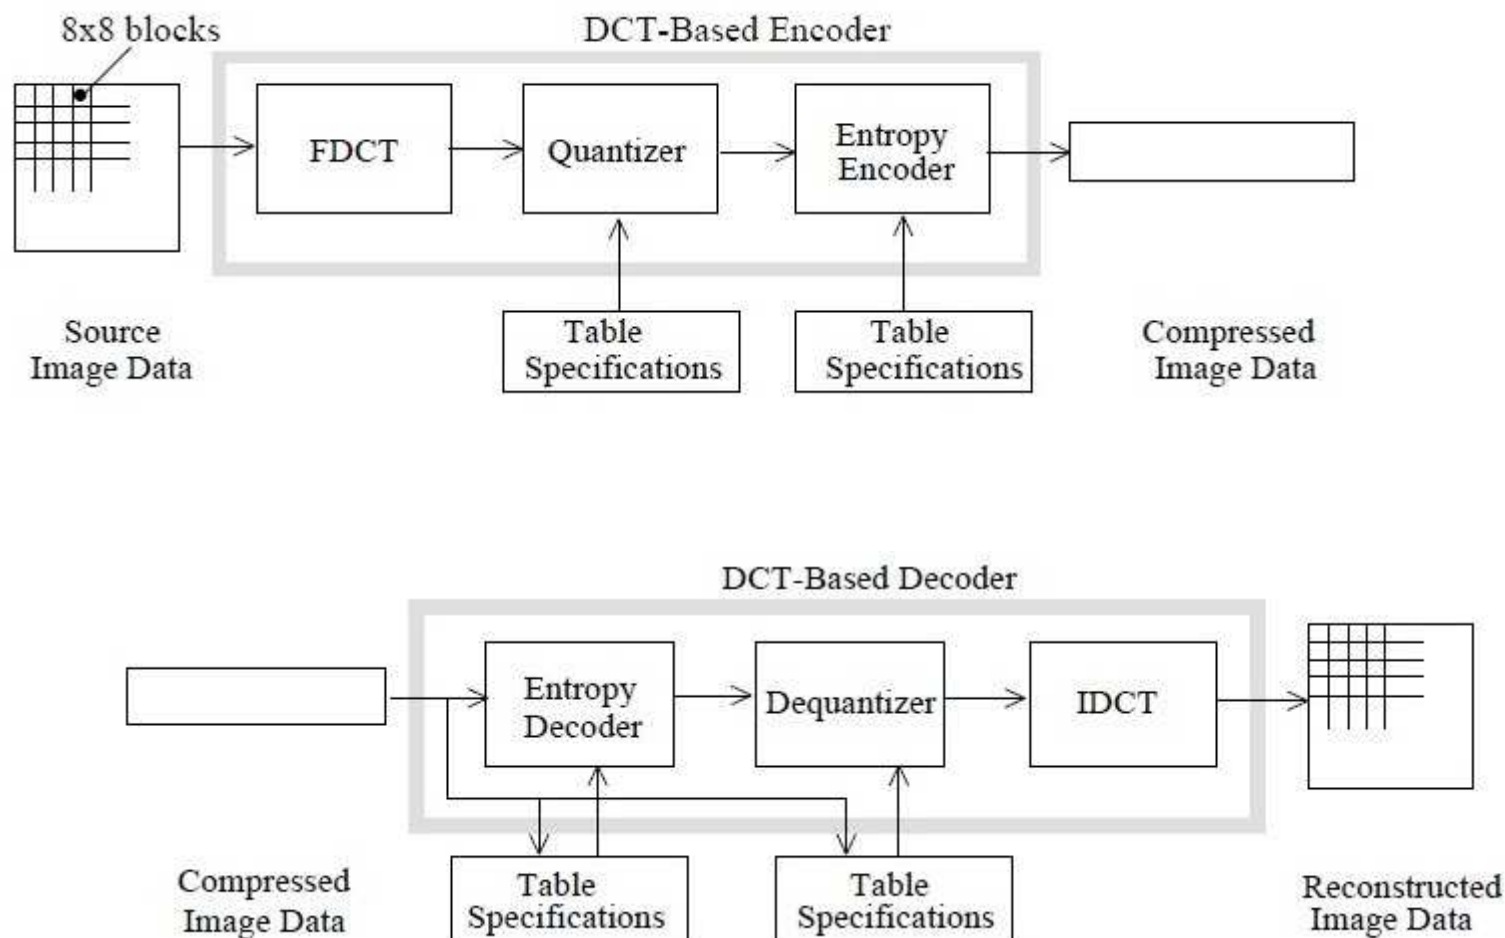 8x8 blocks
DCT-Based Encoder
FDCT
Quantizer
Entropy
Encoder
Source
Image Data
Table
Specifications
Table
Specifications
Compressed
Image Data
DCT-Based Decoder
Entropy
Decoder
Dequantizer
IDCT
Compressed
Image Data
Table
Specifications
Table
Specifications
Reconstructed
Image Data